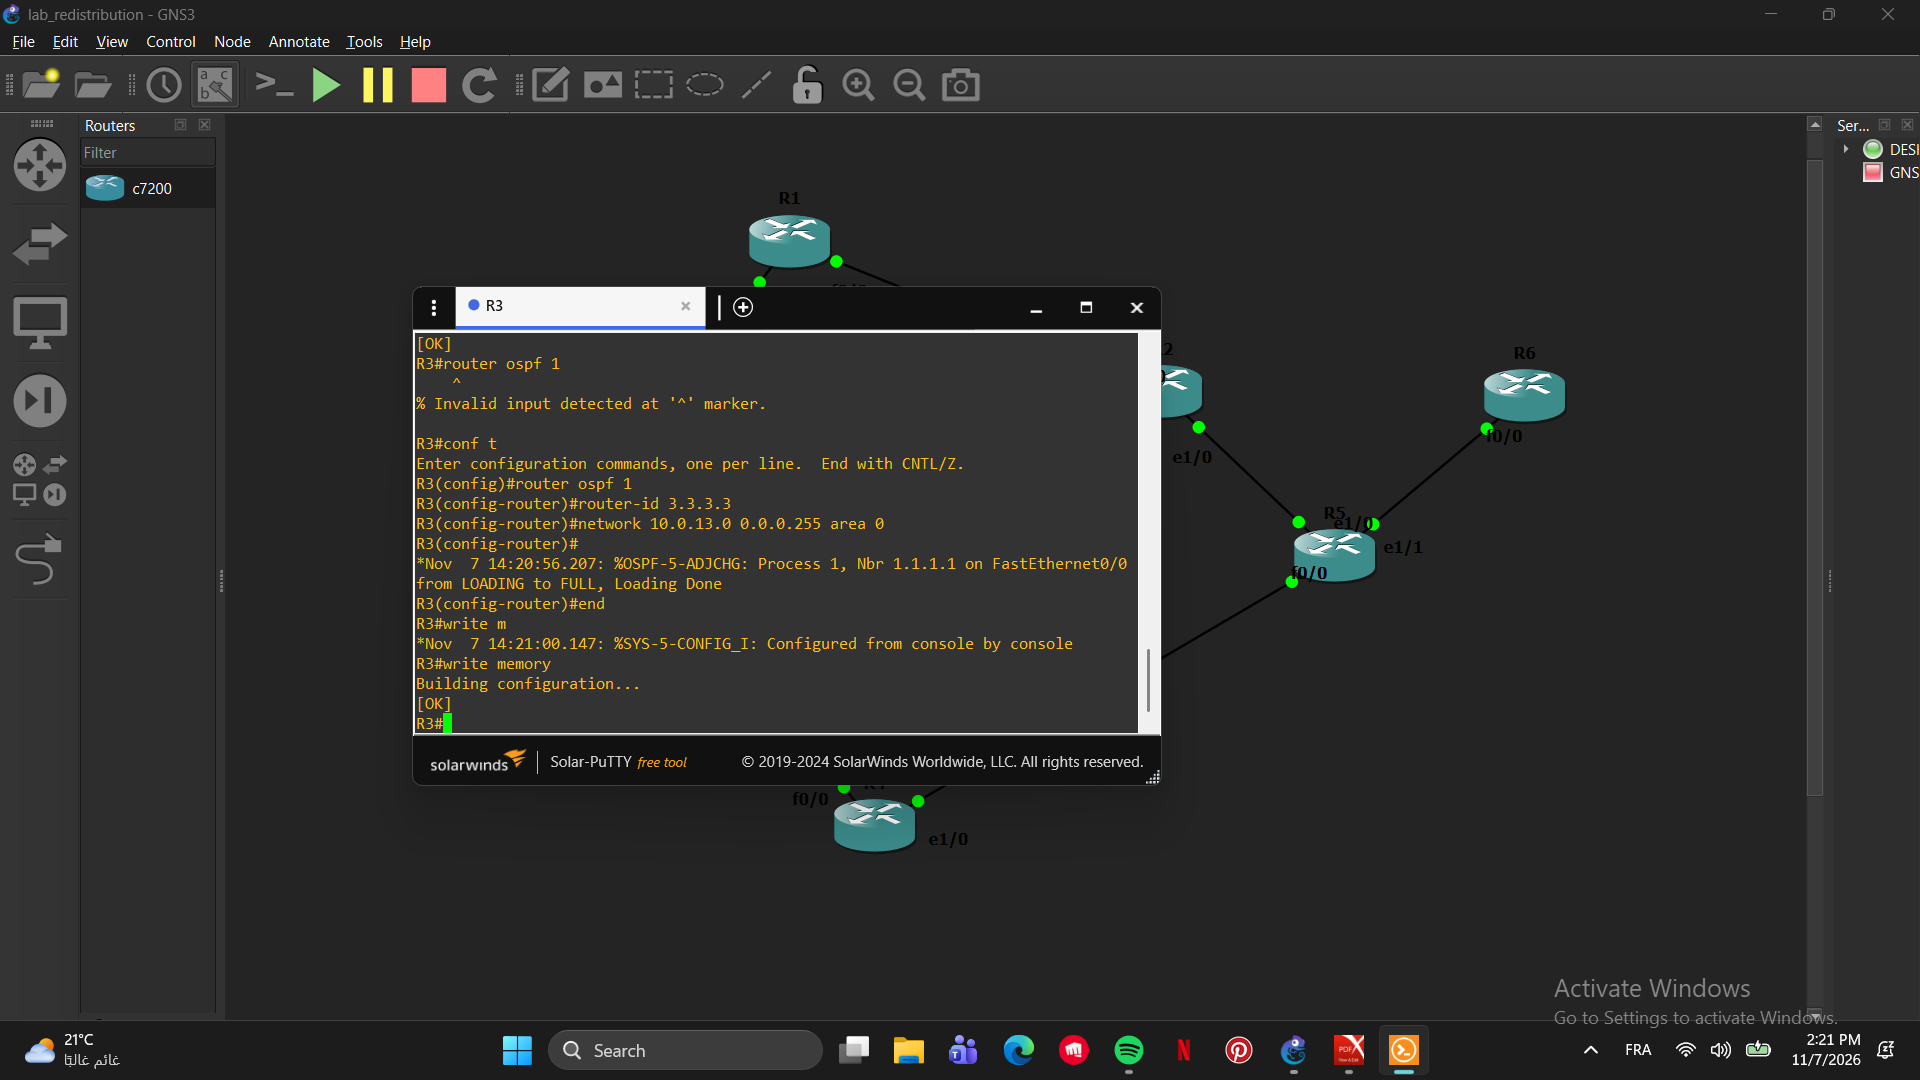 lab_redistribution - GNS3
File Edit View Control Node Annotate Tools Help
Routers
Filter
c7200
Ser...
DESH
GNS
R1
R3
[OK]
R3#router ospf 1
^
% Invalid input detected at '^' marker.
R3#conf t
Enter configuration commands, one per line.  End with CNTL/Z.
R3(config)#router ospf 1
R3(config-router)#router-id 3.3.3.3
R3(config-router)#network 10.0.13.0 0.0.0.255 area 0
R3(config-router)#
*Nov  7 14:20:56.207: %OSPF-5-ADJCHG: Process 1, Nbr 1.1.1.1 on FastEthernet0/0
from LOADING to FULL, Loading Done
R3(config-router)#end
R3#write m
*Nov  7 14:21:00.147: %SYS-5-CONFIG_I: Configured from console by console
R3#write memory
Building configuration...
[OK]
R3#
solarwinds
Solar-PuTTY free tool
© 2019-2024 SolarWinds Worldwide, LLC. All rights reserved.
2
e1/0
R6
f0/0
R5
e1/0
e1/1
f0/0
f0/0
e1/0
Activate Windows
Go to Settings to activate Windows.
21°C
غائم غالبًا
Search
FRA
2:21 PM
11/7/2026